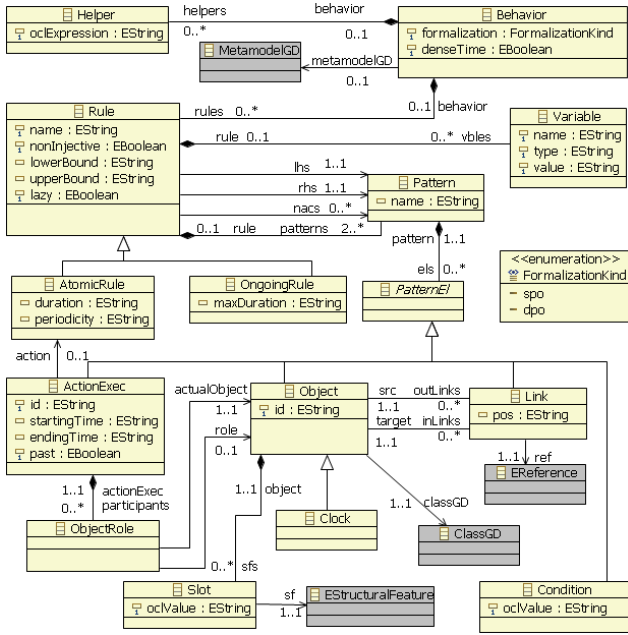 Helper
oclExpression : EString
helpers
0..*
behavior
0..1
Behavior
formalization : FormalizationKind
denseTime : EBoolean
MetamodelGD
metamodelGD
0..1
Rule
name : EString
nonInjective : EBoolean
lowerBound : EString
upperBound : EString
lazy : EBoolean
rules 0..*
0..1 behavior
rule 0..1
0..* vbles
Variable
name : EString
type : EString
value : EString
lhs 1..1
rhs 1..1
nacs 0..*
0..1 rule patterns 2..*
Pattern
name : EString
pattern 1..1
els 0..*
PatternEl
<<enumeration>>
FormalizationKind
spo
dpo
AtomicRule
duration : EString
periodicity : EString
OngoingRule
maxDuration : EString
action 0..1
ActionExec
id : EString
startingTime : EString
endingTime : EString
past : EBoolean
actualObject
1..1
role
0..1
Object
id : EString
src outLinks
1..1 0..*
target inLinks
1..1 0..*
Link
pos : EString
1..1 ref
EReference
1..1 actionExec
0..* participants
ObjectRole
1..1 object
0..* sfs
Clock
1..1 classGD
ClassGD
Slot
oclValue : EString
sf
1..1
EStructuralFeature
Condition
oclValue : EString